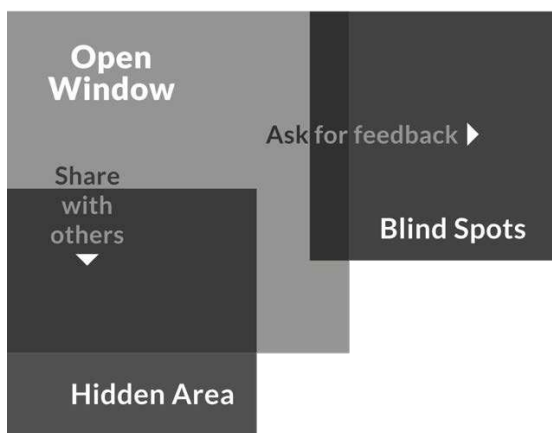 Open
Window
Ask for feedback
Share
with
others
Blind Spots
Hidden Area